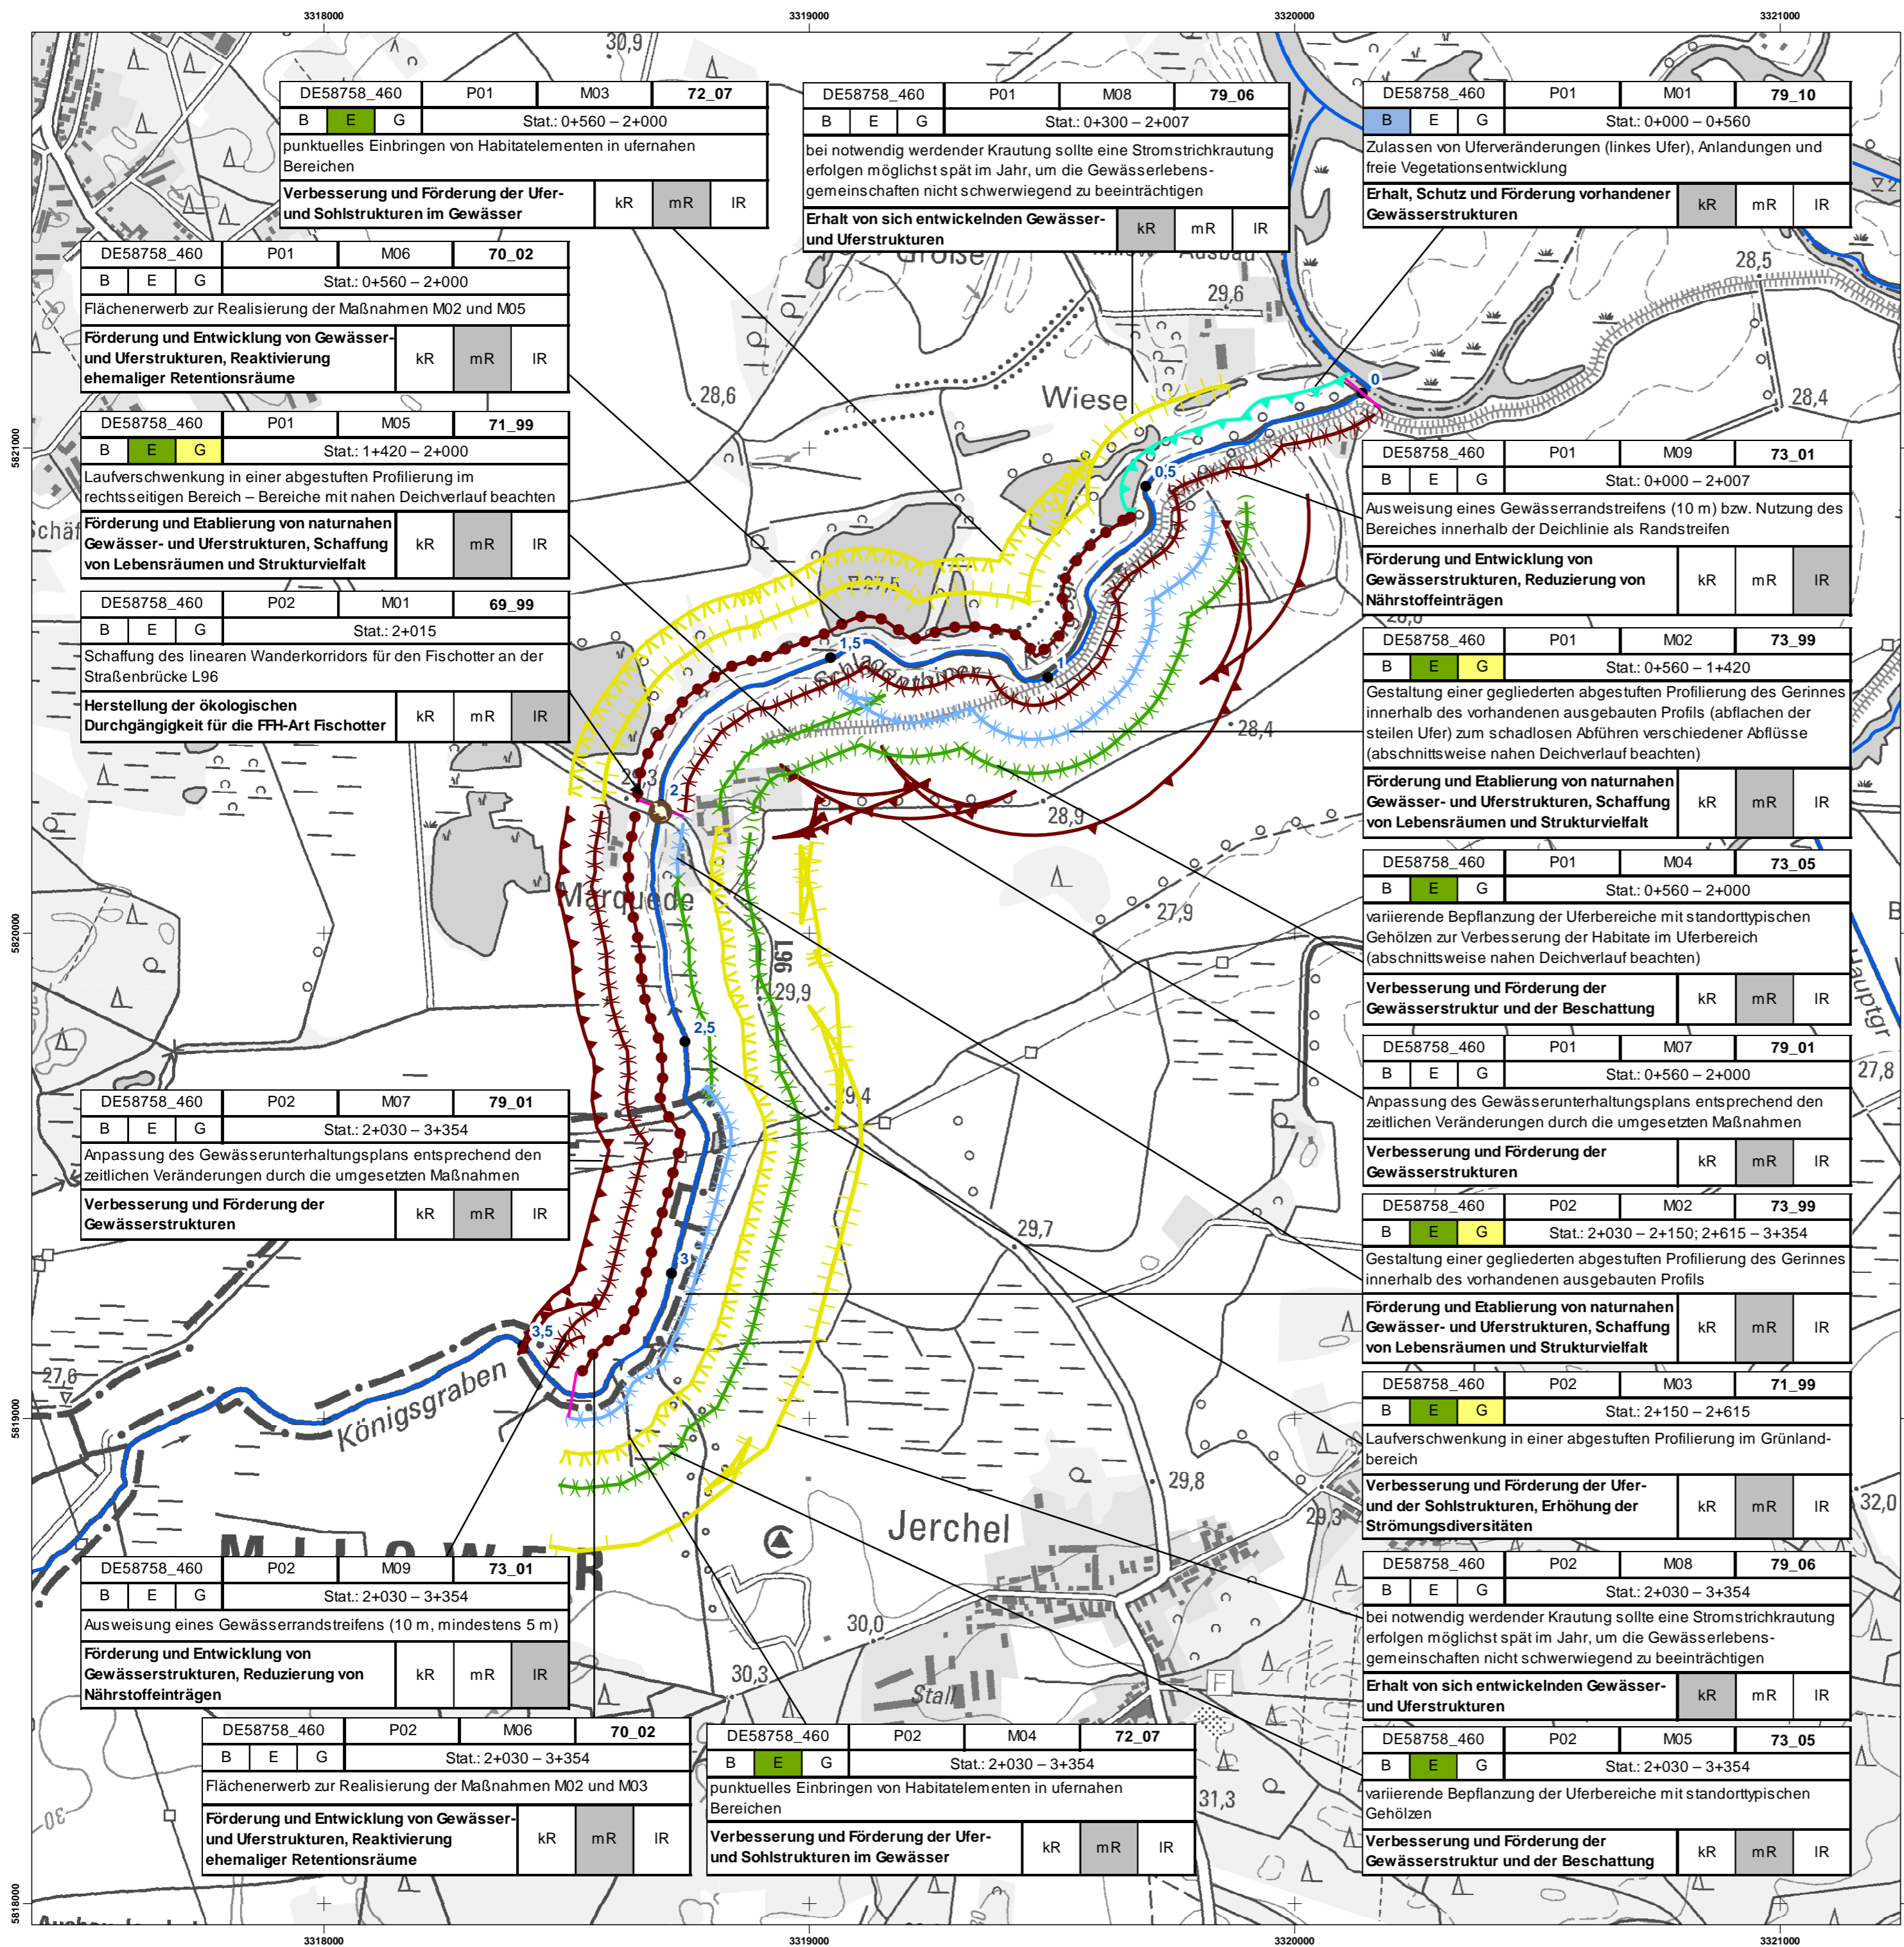 3318000
3319000
3320000
3321000
30,9
DE58758_460 P01 M03 72_07
B E G Stat.: 0+560 – 2+000
punktuelles Einbringen von Habitatelementen in ufernahen
Bereichen
Verbesserung und Förderung der Ufer-
und Sohlstrukturen im Gewässer kR mR lR
DE58758_460 P01 M08 79_06
B E G Stat.: 0+300 – 2+007
bei notwendig werdender Krautung sollte eine Stromstrichkrautung
erfolgen möglichst spät im Jahr, um die Gewässerlebens-
gemeinschaften nicht schwerwiegend zu beeinträchtigen
Erhalt von sich entwickelnden Gewässer-
und Uferstrukturen kR mR lR
DE58758_460 P01 M01 79_10
B E G Stat.: 0+000 – 0+560
Zulassen von Uferveränderungen (linkes Ufer), Anlandungen und
freie Vegetationsentwicklung
Erhalt, Schutz und Förderung vorhandener
Gewässerstrukturen kR mR lR
DE58758_460 P01 M06 70_02
B E G Stat.: 0+560 – 2+000
Flächenerwerb zur Realisierung der Maßnahmen M02 und M05
Förderung und Entwicklung von Gewässer-
und Uferstrukturen, Reaktivierung
ehemaliger Retentionsräume kR mR lR
Große
Ausbau
28,5
29,6
28,6
Wiese
0
28,4
DE58758_460 P01 M05 71_99
B E G Stat.: 1+420 – 2+000
Laufverschwenkung in einer abgestuften Profilierung im
rechtsseitigen Bereich – Bereiche mit nahen Deichverlauf beachten
Förderung und Etablierung von naturnahen
Gewässer- und Uferstrukturen, Schaffung
von Lebensräumen und Strukturvielfalt kR mR lR
5821000
5821000
0,5
DE58758_460 P01 M09 73_01
B E G Stat.: 0+000 – 2+007
Ausweisung eines Gewässerrandstreifens (10 m) bzw. Nutzung des
Bereiches innerhalb der Deichlinie als Randstreifen
Förderung und Entwicklung von
Gewässerstrukturen, Reduzierung von
Nährstoffeinträgen kR mR lR
Schäf
27,5
DE58758_460 P02 M01 69_99
B E G Stat.: 2+015
Schaffung des linearen Wanderkorridors für den Fischotter an der
Straßenbrücke L96
Herstellung der ökologischen
Durchgängigkeit für die FFH-Art Fischotter kR mR lR
1,5
Schlagenthiner
1
DE58758_460 P01 M02 73_99
B E G Stat.: 0+560 – 1+420
Gestaltung einer gegliederten abgestuften Profilierung des Gerinnes
innerhalb des vorhandenen ausgebauten Profils (abflachen der
steilen Ufer) zum schadlosen Abführen verschiedener Abflüsse
(abschnittsweise nahen Deichverlauf beachten)
Förderung und Etablierung von naturnahen
Gewässer- und Uferstrukturen, Schaffung
von Lebensräumen und Strukturvielfalt kR mR lR
28,4
29,3
2
28,9
Marquede
27,9
DE58758_460 P01 M04 73_05
B E G Stat.: 0+560 – 2+000
variierende Bepflanzung der Uferbereiche mit standorttypischen
Gehölzen zur Verbesserung der Habitate im Uferbereich
(abschnittsweise nahen Deichverlauf beachten)
Verbesserung und Förderung der
Gewässerstruktur und der Beschattung kR mR lR
5820000
5820000
L96
29,9
Hauptgr
2,5
DE58758_460 P01 M07 79_01
B E G Stat.: 0+560 – 2+000
Anpassung des Gewässerunterhaltungsplans entsprechend den
zeitlichen Veränderungen durch die umgesetzten Maßnahmen
Verbesserung und Förderung der
Gewässerstrukturen kR mR lR
27,8
29,4
DE58758_460 P02 M07 79_01
B E G Stat.: 2+030 – 3+354
Anpassung des Gewässerunterhaltungsplans entsprechend den
zeitlichen Veränderungen durch die umgesetzten Maßnahmen
Verbesserung und Förderung der
Gewässerstrukturen kR mR lR
DE58758_460 P02 M02 73_99
B E G Stat.: 2+030 – 2+150; 2+615 – 3+354
Gestaltung einer gegliederten abgestuften Profilierung des Gerinnes
innerhalb des vorhandenen ausgebauten Profils
Förderung und Etablierung von naturnahen
Gewässer- und Uferstrukturen, Schaffung
von Lebensräumen und Strukturvielfalt kR mR lR
29,7
3
3,5
27,6
Königsgraben
DE58758_460 P02 M03 71_99
B E G Stat.: 2+150 – 2+615
Laufverschwenkung in einer abgestuften Profilierung im Grünland-
bereich
Verbesserung und Förderung der Ufer-
und der Sohlstrukturen, Erhöhung der
Strömungsdiversitäten kR mR lR
5819000
5819000
29,8
29,3
32,0
Jerchel
MILOWER
DE58758_460 P02 M09 73_01
B E G Stat.: 2+030 – 3+354
Ausweisung eines Gewässerrandstreifens (10 m, mindestens 5 m)
Förderung und Entwicklung von
Gewässerstrukturen, Reduzierung von
Nährstoffeinträgen kR mR lR
DE58758_460 P02 M08 79_06
B E G Stat.: 2+030 – 3+354
bei notwendig werdender Krautung sollte eine Stromstrichkrautung
erfolgen möglichst spät im Jahr, um die Gewässerlebens-
gemeinschaften nicht schwerwiegend zu beeinträchtigen
Erhalt von sich entwickelnden Gewässer-
und Uferstrukturen kR mR lR
30,0
30,3
Stall
F
DE58758_460 P02 M06 70_02
B E G Stat.: 2+030 – 3+354
Flächenerwerb zur Realisierung der Maßnahmen M02 und M03
Förderung und Entwicklung von Gewässer-
und Uferstrukturen, Reaktivierung
ehemaliger Retentionsräume kR mR lR
DE58758_460 P02 M04 72_07
B E G Stat.: 2+030 – 3+354
punktuelles Einbringen von Habitatelementen in ufernahen
Bereichen
Verbesserung und Förderung der Ufer-
und Sohlstrukturen im Gewässer kR mR lR
DE58758_460 P02 M05 73_05
B E G Stat.: 2+030 – 3+354
variierende Bepflanzung der Uferbereiche mit standorttypischen
Gehölzen
Verbesserung und Förderung der
Gewässerstruktur und der Beschattung kR mR lR
31,3
30
5818000
5818000
3318000
3319000
3320000
3321000